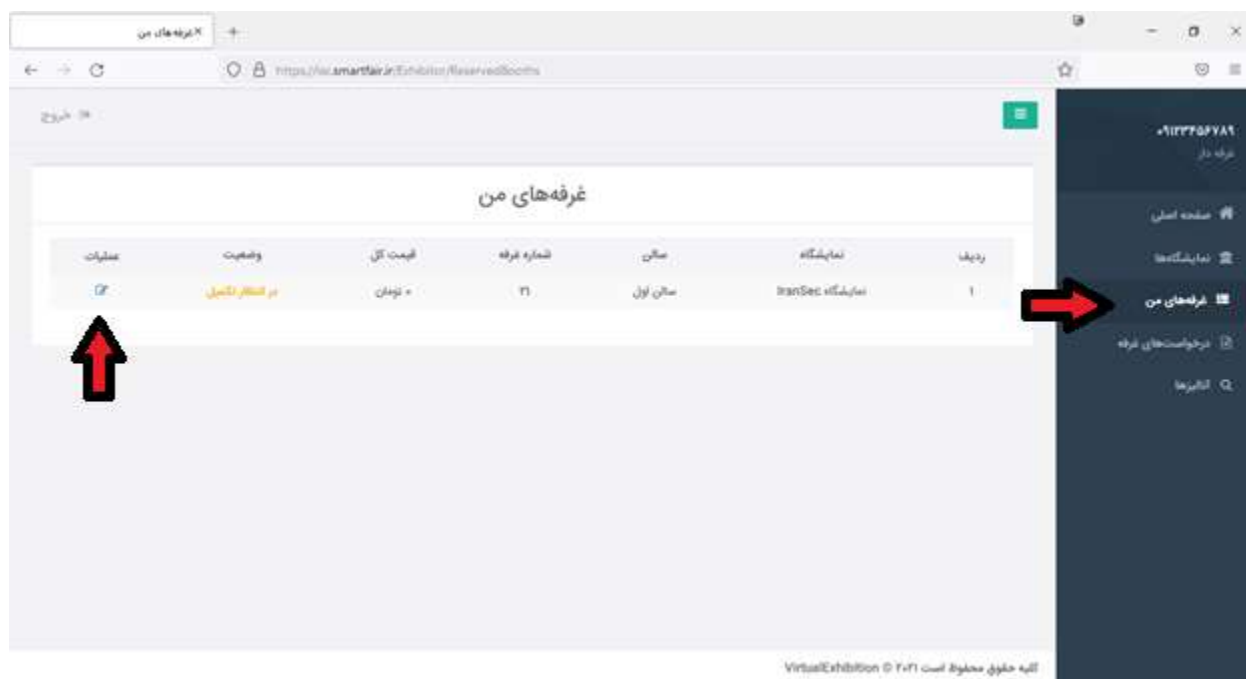 غرفه‌های من
https://isc.smartfair.ir/Exhibitor/ReservedBooths
خروج
۰۹۱۲۳۴۵۶۷۸۹
غرفه دار
صفحه اصلی
نمایشگاه‌ها
غرفه‌های من
درخواست‌های غرفه
آنالیزها
غرفه‌های من
ردیف نمایشگاه سالن شماره غرفه قیمت کل وضعیت عملیات
۱ نمایشگاه IranSec سالن اول ۲۱ ۰ تومان در انتظار تکمیل
کلیه حقوق محفوظ است VirtualExhibition © ۲۰۲۱